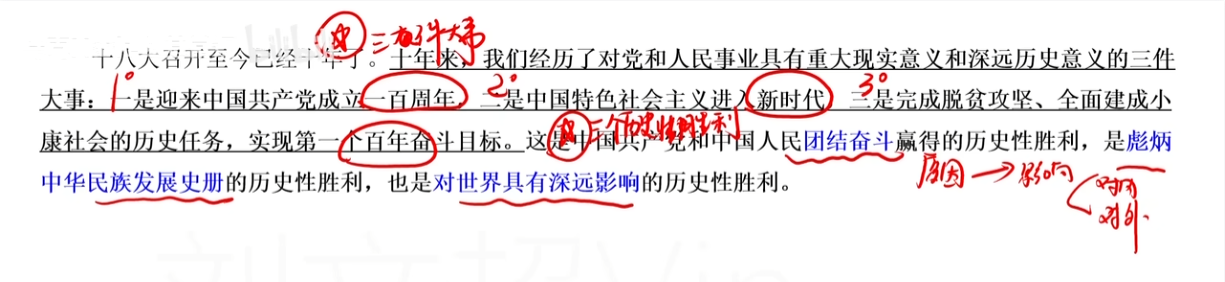 史 三件大事
十八大召开至今已经十年了。十年来，我们经历了对党和人民事业具有重大现实意义和深远历史意义的三件
1° 2° 3°
大事：一是迎来中国共产党成立一百周年，二是中国特色社会主义进入新时代，三是完成脱贫攻坚、全面建成小
康社会的历史任务，实现第一个百年奋斗目标。这是中国共产党和中国人民团结奋斗赢得的历史性胜利，是彪炳
三个历史性胜利
中华民族发展史册的历史性胜利，也是对世界具有深远影响的历史性胜利。
原因 → 影响
对内
对外